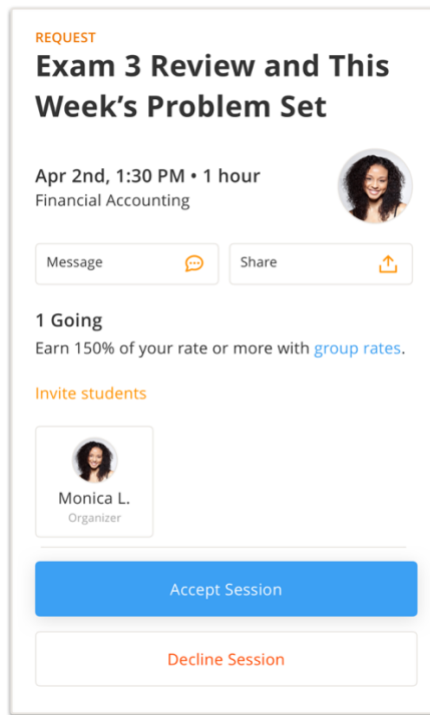 REQUEST
Exam 3 Review and This
Week’s Problem Set
Apr 2nd, 1:30 PM • 1 hour
Financial Accounting
Message
Share
1 Going
Earn 150% of your rate or more with group rates.
Invite students
Monica L.
Organizer
Accept Session
Decline Session